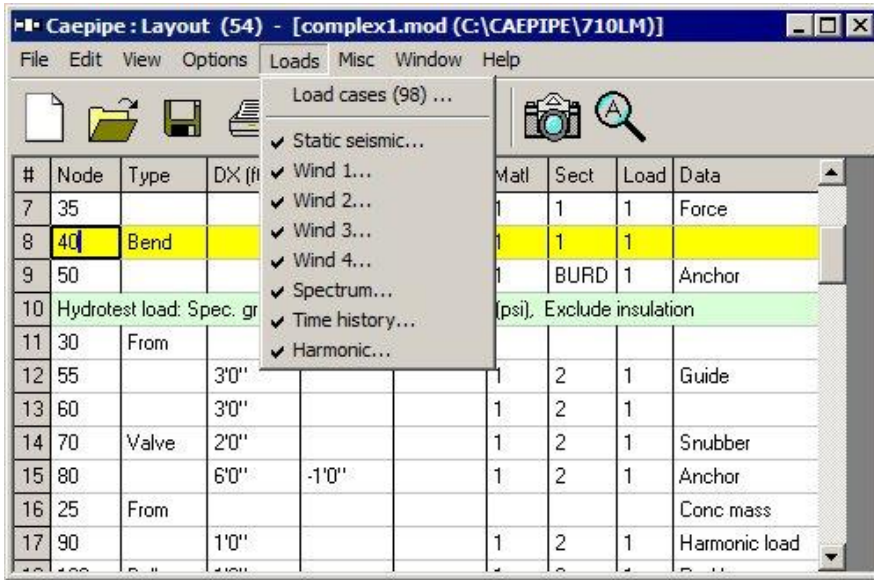 Caepipe : Layout (54) - [complex1.mod (C:\CAEPIPE\710LM)]
File Edit View Options Loads Misc Window Help
Load cases (98) ...
Static seismic...
Wind 1...
Wind 2...
Wind 3...
Wind 4...
Spectrum...
Time history...
Harmonic...
# Node Type DX (ft Matl Sect Load Data
7 35 1 1 1 Force
8 40 Bend 1 1 1
9 50 1 BURD 1 Anchor
10 Hydrotest load: Spec. gr (psi), Exclude insulation
11 30 From
12 55 3'0" 1 2 1 Guide
13 60 3'0" 1 2 1
14 70 Valve 2'0" 1 2 1 Snubber
15 80 6'0" -1'0" 1 2 1 Anchor
16 25 From Conc mass
17 90 1'0" 1 2 1 Harmonic load